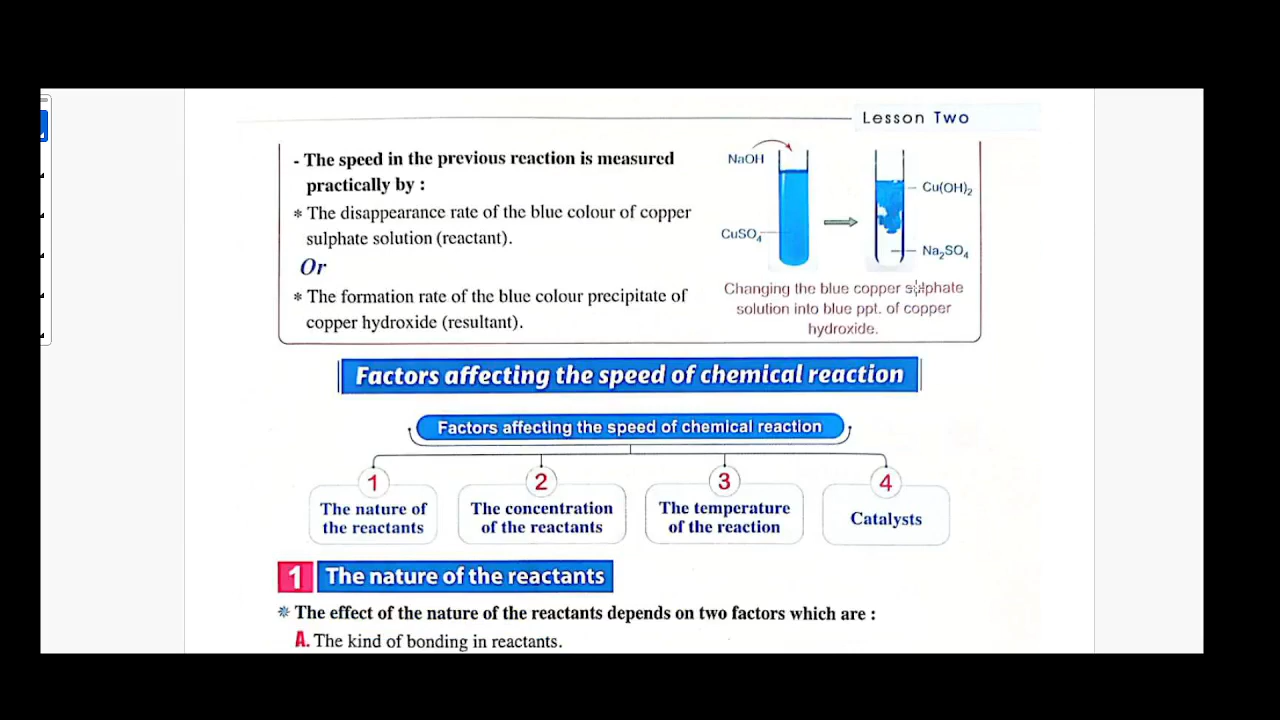 Lesson Two
- The speed in the previous reaction is measured
practically by :
* The disappearance rate of the blue colour of copper
sulphate solution (reactant).
Or
* The formation rate of the blue colour precipitate of
copper hydroxide (resultant).
NaOH
CuSO4
Cu(OH)2
Na2SO4
Changing the blue copper sulphate
solution into blue ppt. of copper
hydroxide.
Factors affecting the speed of chemical reaction
Factors affecting the speed of chemical reaction
1
The nature of
the reactants
2
The concentration
of the reactants
3
The temperature
of the reaction
4
Catalysts
1 The nature of the reactants
* The effect of the nature of the reactants depends on two factors which are :
A. The kind of bonding in reactants.